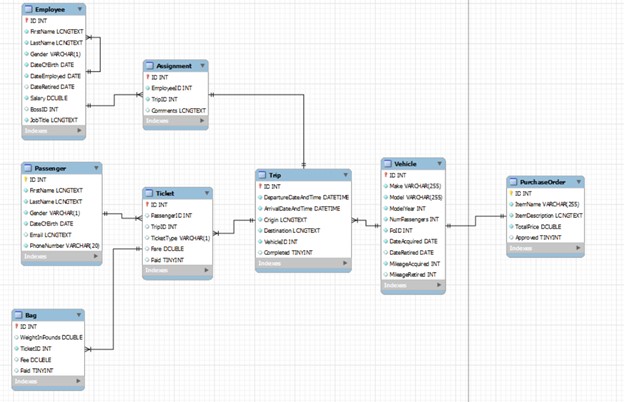 Employee
ID INT
FirstName LONGTEXT
LastName LONGTEXT
Gender VARCHAR(1)
DateOfBirth DATE
DateEmployed DATE
DateRetired DATE
Salary DOUBLE
BossID INT
JobTitle LONGTEXT
Indexes
Assignment
ID INT
EmployeeID INT
TripID INT
Comments LONGTEXT
Indexes
Passenger
ID INT
FirstName LONGTEXT
LastName LONGTEXT
Gender VARCHAR(1)
DateOfBirth DATE
Email LONGTEXT
PhoneNumber VARCHAR(20)
Indexes
Ticket
ID INT
PassengerID INT
TripID INT
TicketType VARCHAR(1)
Fare DOUBLE
Paid TINYINT
Indexes
Trip
ID INT
DepartureDateAndTime DATETIME
ArrivalDateAndTime DATETIME
Origin LONGTEXT
Destination LONGTEXT
VehicleID INT
Completed TINYINT
Indexes
Vehicle
ID INT
Make VARCHAR(255)
Model VARCHAR(255)
ModelYear INT
NumPassengers INT
PoID INT
DateAcquired DATE
DateRetired DATE
MileageAcquired INT
MileageRetired INT
Indexes
PurchaseOrder
ID INT
ItemName VARCHAR(255)
ItemDescription LONGTEXT
TotalPrice DOUBLE
Approved TINYINT
Indexes
Bag
ID INT
WeightInPounds DOUBLE
TicketID INT
Fee DOUBLE
Paid TINYINT
Indexes